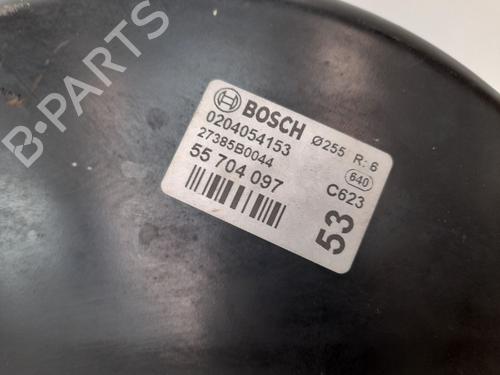 B-PARTS
BOSCH
Ø255 R: 6
0204054153
640
27385B0044
C623
55 704 097
53